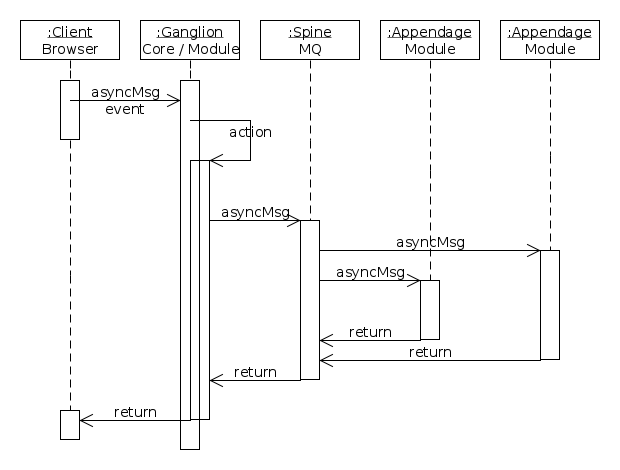 :Client
Browser
:Ganglion
Core / Module
:Spine
MQ
:Appendage
Module
:Appendage
Module
asyncMsg
event
action
asyncMsg
asyncMsg
asyncMsg
return
return
return
return